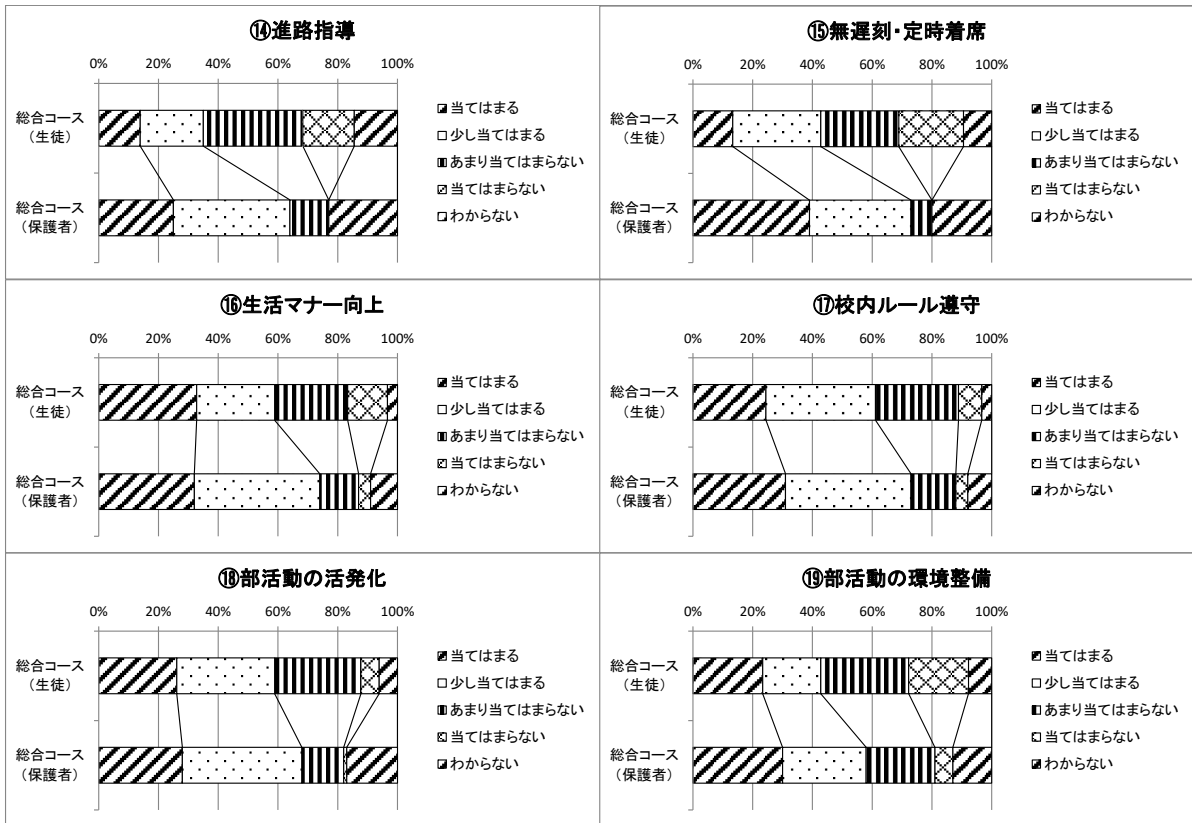 ⑭進路指導
0% 20% 40% 60% 80% 100%
総合コース
（生徒）
総合コース
（保護者）
当てはまる
少し当てはまる
あまり当てはまらない
当てはまらない
わからない
⑮無遅刻・定時着席
0% 20% 40% 60% 80% 100%
総合コース
（生徒）
総合コース
（保護者）
当てはまる
少し当てはまる
あまり当てはまらない
当てはまらない
わからない
⑯生活マナー向上
0% 20% 40% 60% 80% 100%
総合コース
（生徒）
総合コース
（保護者）
当てはまる
少し当てはまる
あまり当てはまらない
当てはまらない
わからない
⑰校内ルール遵守
0% 20% 40% 60% 80% 100%
総合コース
（生徒）
総合コース
（保護者）
当てはまる
少し当てはまる
あまり当てはまらない
当てはまらない
わからない
⑱部活動の活発化
0% 20% 40% 60% 80% 100%
総合コース
（生徒）
総合コース
（保護者）
当てはまる
少し当てはまる
あまり当てはまらない
当てはまらない
わからない
⑲部活動の環境整備
0% 20% 40% 60% 80% 100%
総合コース
（生徒）
総合コース
（保護者）
当てはまる
少し当てはまる
あまり当てはまらない
当てはまらない
わからない